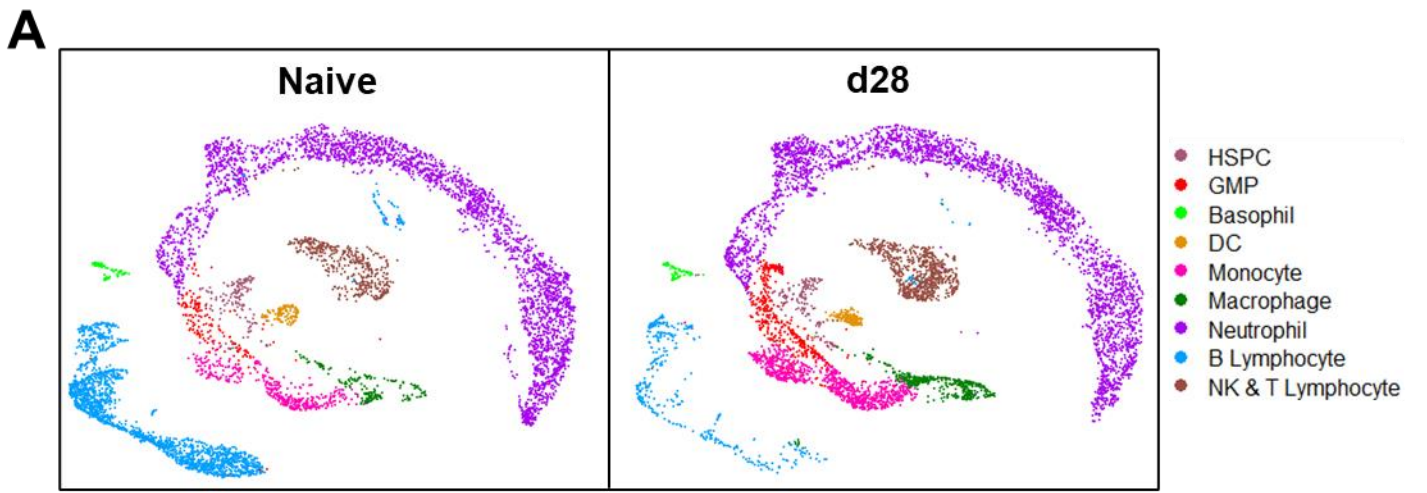 A
Naive
d28
HSPC
GMP
Basophil
DC
Monocyte
Macrophage
Neutrophil
B Lymphocyte
NK & T Lymphocyte